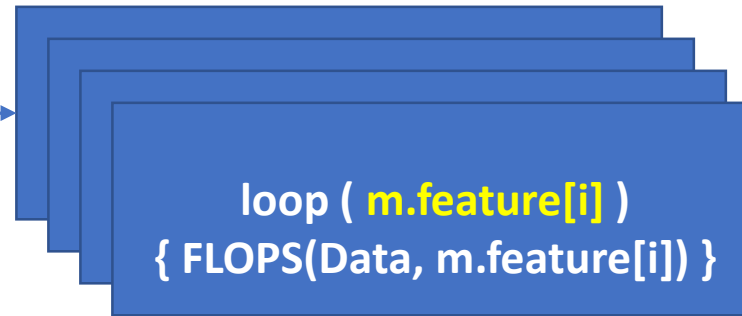 loop ( m.feature[i] )
{ FLOPS(Data, m.feature[i]) }